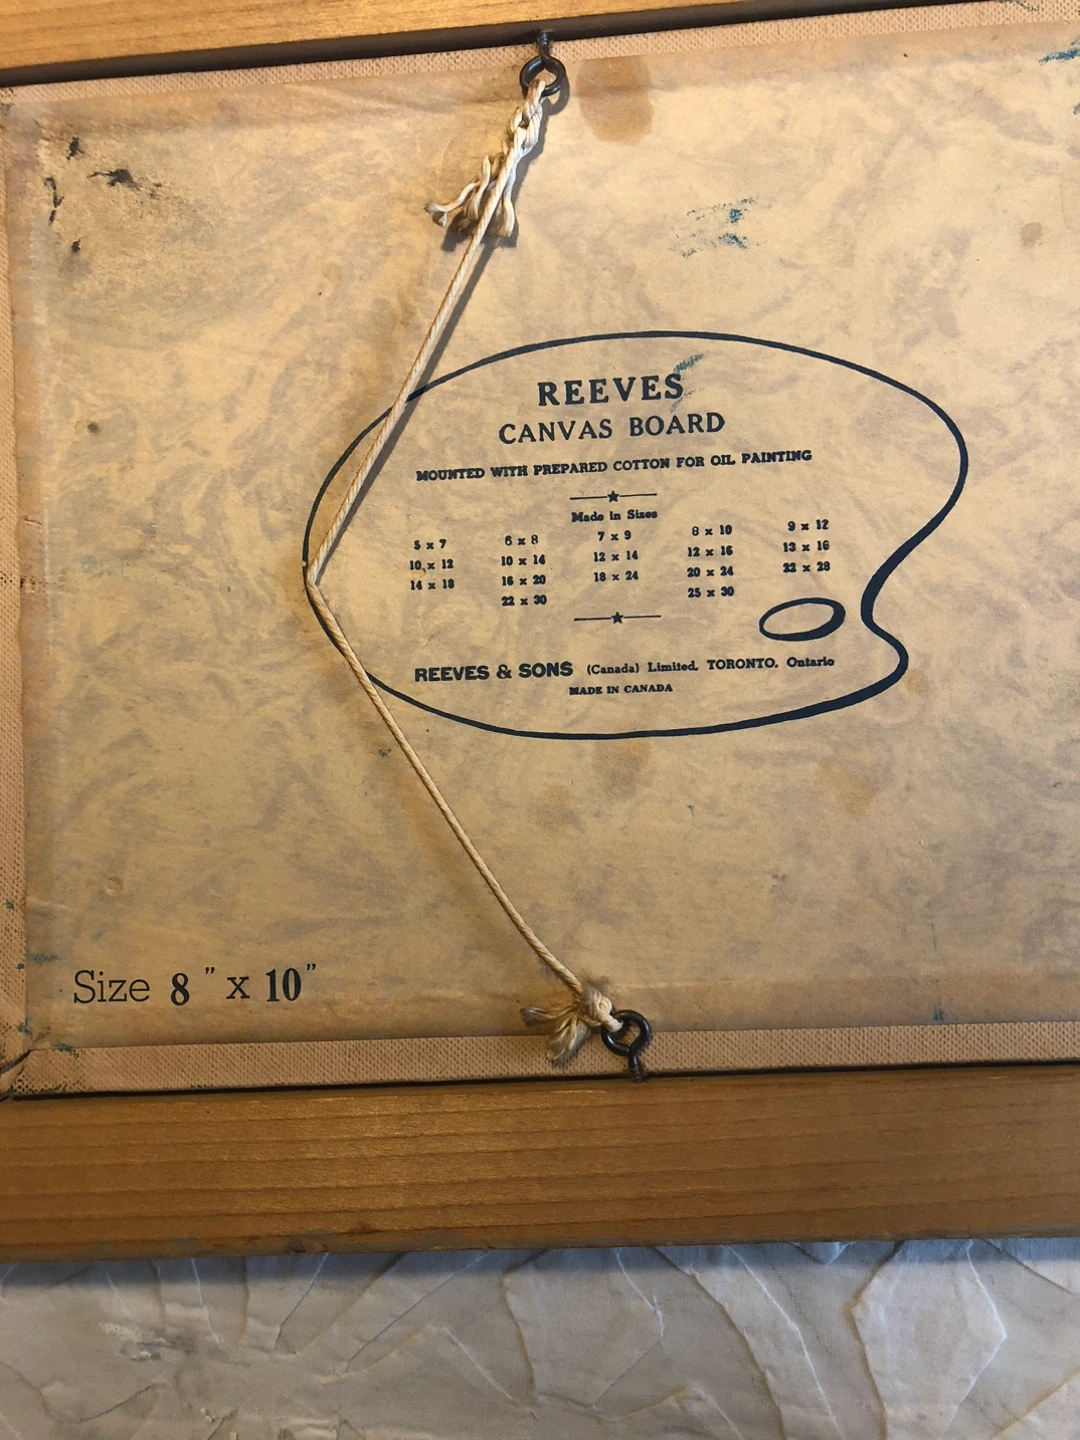 REEVES
CANVAS BOARD
MOUNTED WITH PREPARED COTTON FOR OIL PAINTING
Made in Sizes
5 x 7 6 x 8 7 x 9 8 x 10 9 x 12
10 x 12 10 x 14 12 x 14 12 x 16 13 x 16
14 x 18 16 x 20 18 x 24 20 x 24 22 x 28
22 x 30 25 x 30
REEVES & SONS (Canada) Limited, TORONTO, Ontario
MADE IN CANADA
Size 8" x 10"